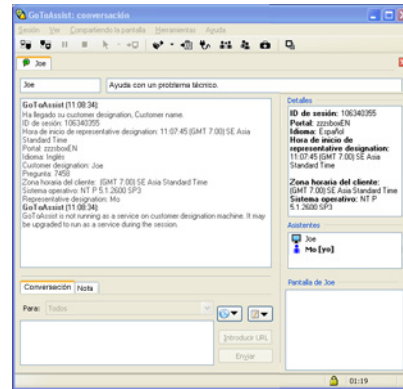 GoToAssist: conversación
Sesión Ver Compartiendo la pantalla Herramientas Ayuda
Joe
Joe
Ayuda con un problema técnico.
GoToAssist (11:08:34):
Ha llegado su customer designation, Customer name.
ID de sesión: 106340355
Hora de inicio de representative designation: 11:07:45 (GMT 7.00) SE Asia
Standard Time
Portal: zzzsboxEN
Idioma: Inglés
Customer designation: Joe
Pregunta: 7458
Zona horaria del cliente: (GMT 7.00) SE Asia Standard Time
Sistema operativo: NT P 5.1.2600 SP3
Representative designation: Mo
GoToAssist (11:08:34):
GoToAssist is not running as a service on customer designation machine. It may
be upgraded to run as a service during the session.
Detalles
ID de sesión: 106340355
Portal: zzzsboxEN
Idioma: Español
Hora de inicio de
representative designation:
11:07:45 (GMT 7.00) SE Asia
Standard Time
Zona horaria del cliente:
(GMT 7.00) SE Asia Standard Time
Sistema operativo: NT P
5.1.2600 SP3
Asistentes
Joe
Mo [yo]
Conversación Nota
Para: Todos
Introducir URL
Enviar
Pantalla de Joe
01:19